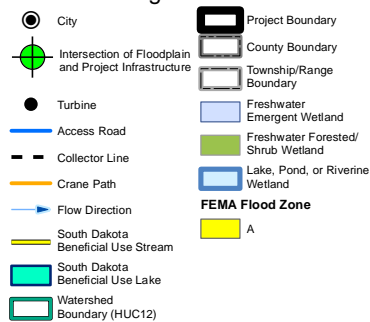 City
Intersection of Floodplain
and Project Infrastructure
Turbine
Access Road
Collector Line
Crane Path
Flow Direction
South Dakota
Beneficial Use Stream
South Dakota
Beneficial Use Lake
Watershed
Boundary (HUC12)
Project Boundary
County Boundary
Township/Range
Boundary
Freshwater
Emergent Wetland
Freshwater Forested/
Shrub Wetland
Lake, Pond, or Riverine
Wetland
FEMA Flood Zone
A